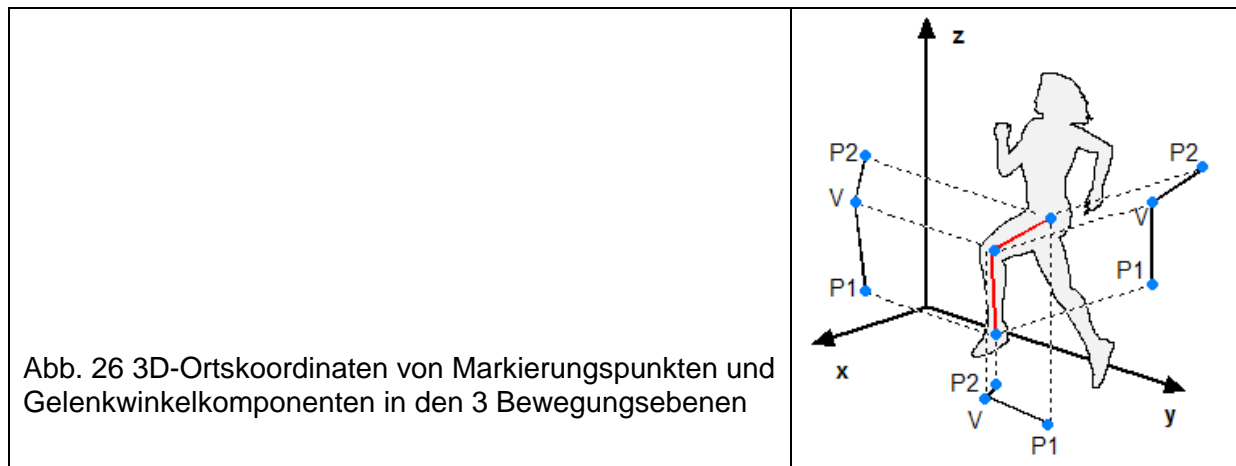 Abb. 26 3D-Ortskoordinaten von Markierungspunkten und
Gelenkwinkelkomponenten in den 3 Bewegungsebenen
z
P2
P2
V
V
P1
P1
x
P2
V
y
P1